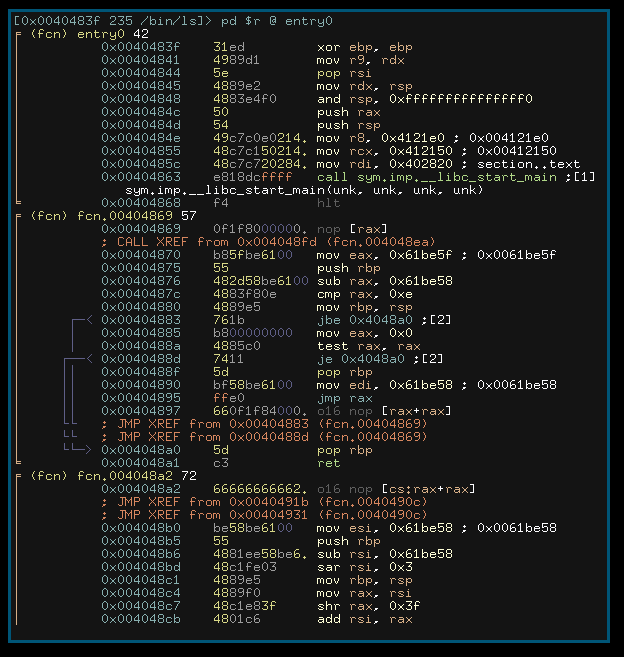 [0x0040483f 235 /bin/ls]> pd $r @ entry0
(fcn) entry0 42
0x0040483f 31ed xor ebp, ebp
0x00404841 4989d1 mov r9, rdx
0x00404844 5e pop rsi
0x00404845 4889e2 mov rdx, rsp
0x00404848 4883e4f0 and rsp, 0xfffffffffffffff0
0x0040484c 50 push rax
0x0040484d 54 push rsp
0x0040484e 49c7c0e0214. mov r8, 0x4121e0 ; 0x004121e0
0x00404855 48c7c150214. mov rcx, 0x412150 ; 0x00412150
0x0040485c 48c7c720284. mov rdi, 0x402820 ; section..text
0x00404863 e818dcffff call sym.imp.__libc_start_main ;[1]
sym.imp.__libc_start_main(unk, unk, unk, unk)
0x00404868 f4 hlt
(fcn) fcn.00404869 57
0x00404869 0f1f8000000. nop [rax]
; CALL XREF from 0x004048fd (fcn.004048ea)
0x00404870 b85fbe6100 mov eax, 0x61be5f ; 0x0061be5f
0x00404875 55 push rbp
0x00404876 482d58be6100 sub rax, 0x61be58
0x0040487c 4883f80e cmp rax, 0xe
0x00404880 4889e5 mov rbp, rsp
0x00404883 761b jbe 0x4048a0 ;[2]
0x00404885 b800000000 mov eax, 0x0
0x0040488a 4885c0 test rax, rax
0x0040488d 7411 je 0x4048a0 ;[2]
0x0040488f 5d pop rbp
0x00404890 bf58be6100 mov edi, 0x61be58 ; 0x0061be58
0x00404895 ffe0 jmp rax
0x00404897 660f1f84000. o16 nop [rax+rax]
; JMP XREF from 0x00404883 (fcn.00404869)
; JMP XREF from 0x0040488d (fcn.00404869)
0x004048a0 5d pop rbp
0x004048a1 c3 ret
(fcn) fcn.004048a2 72
0x004048a2 66666666662. o16 nop [cs:rax+rax]
; JMP XREF from 0x0040491b (fcn.0040490c)
; JMP XREF from 0x00404931 (fcn.0040490c)
0x004048b0 be58be6100 mov esi, 0x61be58 ; 0x0061be58
0x004048b5 55 push rbp
0x004048b6 4881ee58be6. sub rsi, 0x61be58
0x004048bd 48c1fe03 sar rsi, 0x3
0x004048c1 4889e5 mov rbp, rsp
0x004048c4 4889f0 mov rax, rsi
0x004048c7 48c1e83f shr rax, 0x3f
0x004048cb 4801c6 add rsi, rax